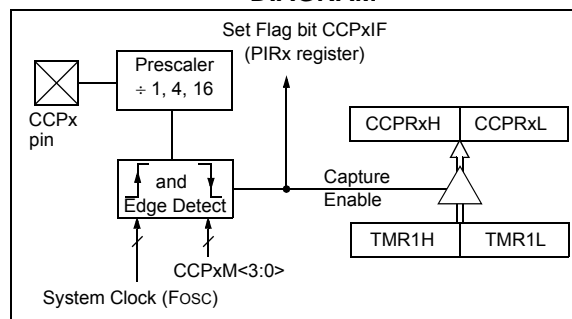 DIAGRAM
Set Flag bit CCPxIF
(PIRx register)
Prescaler
÷ 1, 4, 16
CCPx
pin
CCPRxH CCPRxL
and
Edge Detect
Capture
Enable
TMR1H TMR1L
CCPxM<3:0>
System Clock (FOSC)